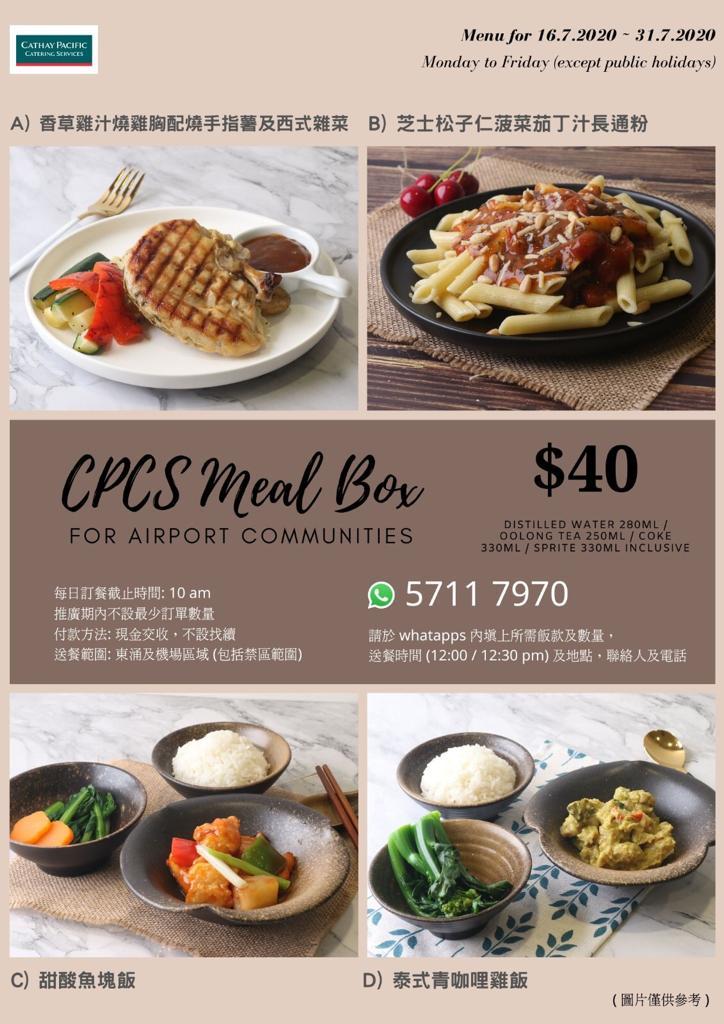 CATHAY PACIFIC
CATERING SERVICES
Menu for 16.7.2020 ~ 31.7.2020
Monday to Friday (except public holidays)
A) 香草雞汁燒雞胸配燒手指薯及西式雜菜
B) 芝士松子仁菠菜茄丁汁長通粉
CPCS Meal Box
FOR AIRPORT COMMUNITIES
$40
DISTILLED WATER 280ML /
OOLONG TEA 250ML / COKE
330ML / SPRITE 330ML INCLUSIVE
每日訂餐截止時間: 10 am
推廣期內不設最少訂單數量
付款方法: 現金交收，不設找續
送餐範圍: 東涌及機場區域 (包括禁區範圍)
5711 7970
請於 whatapps 內填上所需飯款及數量，
送餐時間 (12:00 / 12:30 pm) 及地點，聯絡人及電話
C) 甜酸魚塊飯
D) 泰式青咖哩雞飯
( 圖片僅供參考 )